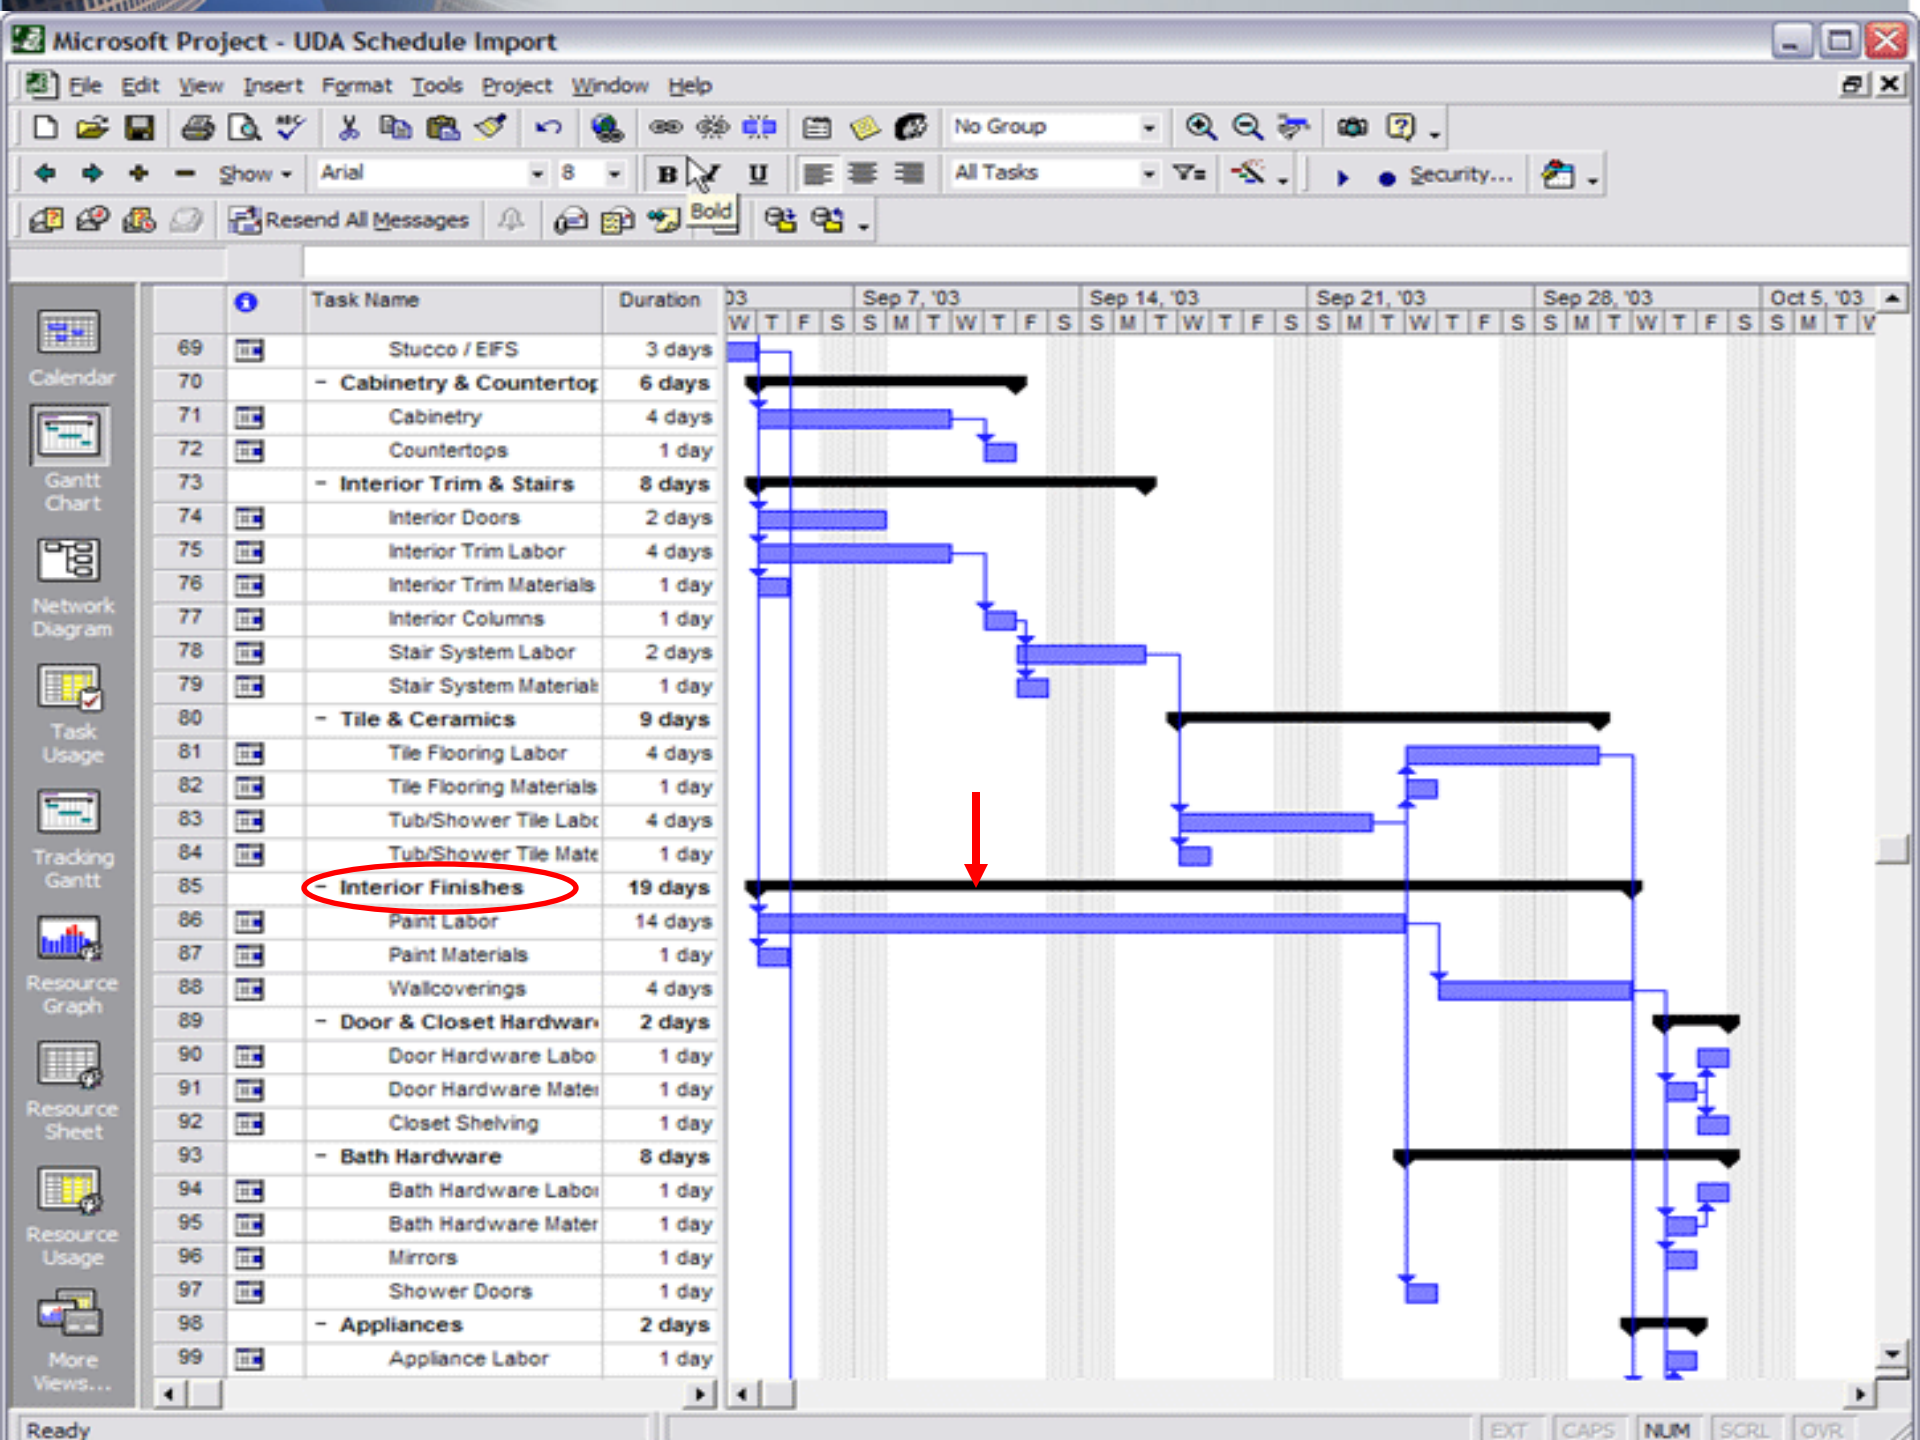 Microsoft Project - UDA Schedule Import
File Edit View Insert Format Tools Project Window Help
No Group
Show Arial 8 B U All Tasks Security...
Resend All Messages Bold
Task Name Duration 03 Sep 7, '03 Sep 14, '03 Sep 21, '03 Sep 28, '03 Oct 5, '03
W T F S S M T W T F S S M T W T F S S M T W T F S S M T W T F S S M T W
69 Stucco / EIFS 3 days
70 - Cabinetry & Countertop 6 days
71 Cabinetry 4 days
72 Countertops 1 day
73 - Interior Trim & Stairs 8 days
74 Interior Doors 2 days
75 Interior Trim Labor 4 days
76 Interior Trim Materials 1 day
77 Interior Columns 1 day
78 Stair System Labor 2 days
79 Stair System Material 1 day
80 - Tile & Ceramics 9 days
81 Tile Flooring Labor 4 days
82 Tile Flooring Materials 1 day
83 Tub/Shower Tile Labo 4 days
84 Tub/Shower Tile Mate 1 day
85 - Interior Finishes 19 days
86 Paint Labor 14 days
87 Paint Materials 1 day
88 Wallcoverings 4 days
89 - Door & Closet Hardwar 2 days
90 Door Hardware Labo 1 day
91 Door Hardware Mater 1 day
92 Closet Shelving 1 day
93 - Bath Hardware 8 days
94 Bath Hardware Labor 1 day
95 Bath Hardware Mater 1 day
96 Mirrors 1 day
97 Shower Doors 1 day
98 - Appliances 2 days
99 Appliance Labor 1 day
Calendar
Gantt
Chart
Network
Diagram
Task
Usage
Tracking
Gantt
Resource
Graph
Resource
Sheet
Resource
Usage
More
Views...
Ready EXT CAPS NUM SCRL OVR